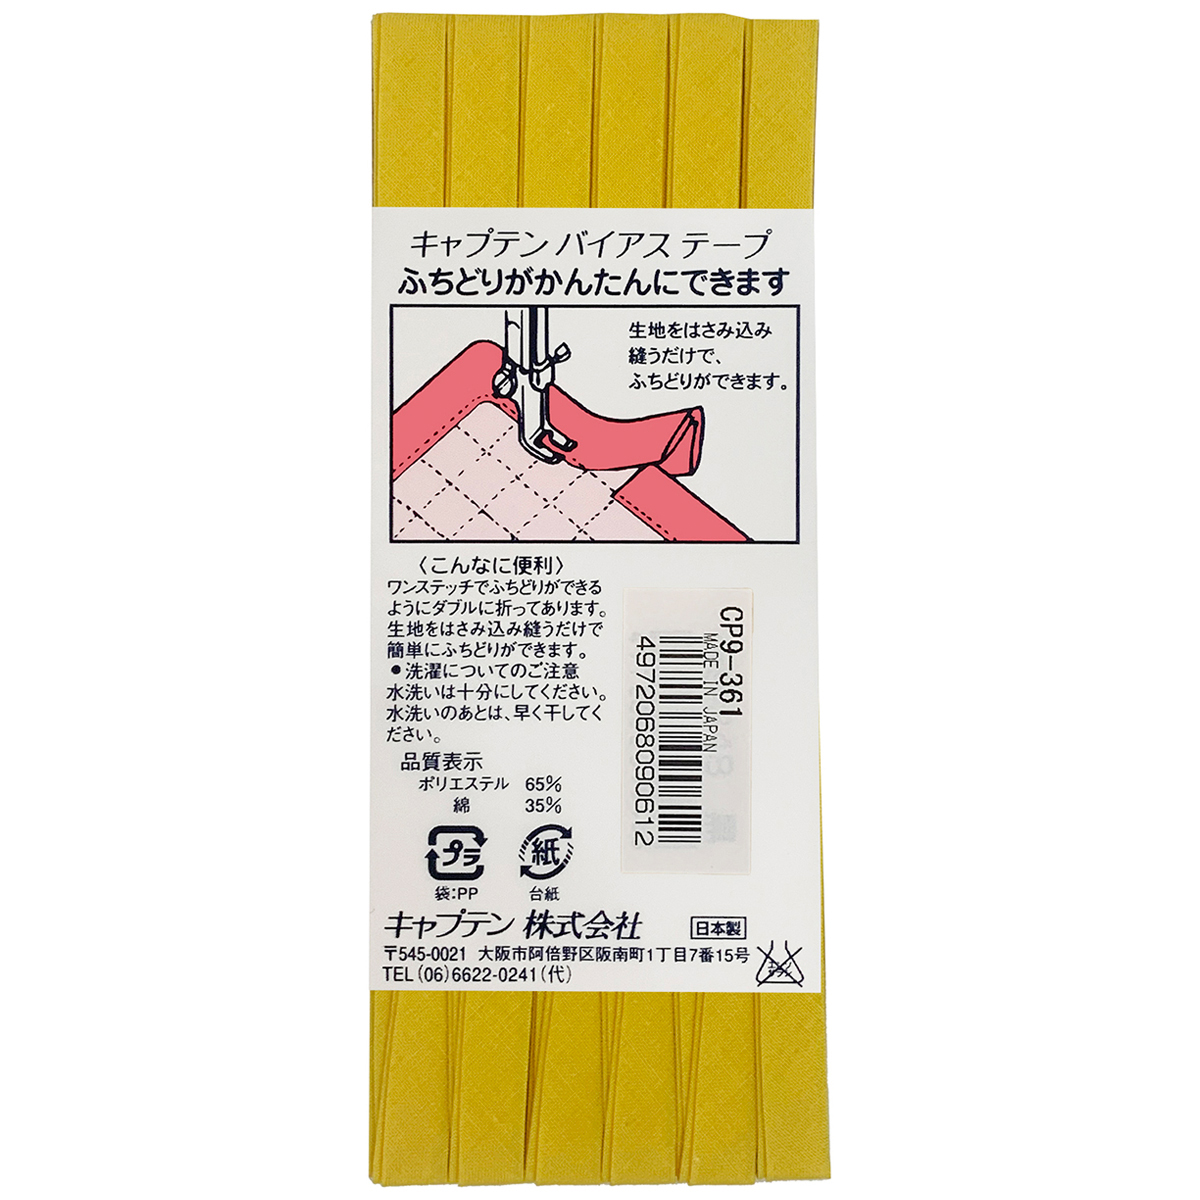 キャプテン バイアス テープ
ふちどりがかんたんにできます
生地をはさみ込み
縫うだけで、
ふちどりができます。
〈こんなに便利〉
ワンステッチでふちどりができる
ようにダブルに折ってあります。
生地をはさみ込み縫うだけで
簡単にふちどりができます。
●洗濯についてのご注意
水洗いは十分にしてください。
水洗いのあとは、早く干してく
ださい。
品質表示
ポリエステル 65%
綿 35%
プラ
袋:PP
紙
台紙
CP9-361
MADE IN JAPAN
4972068090612
キャプテン 株式会社
日本製
〒545-0021 大阪市阿倍野区阪南町1丁目7番15号
TEL(06)6622-0241(代)